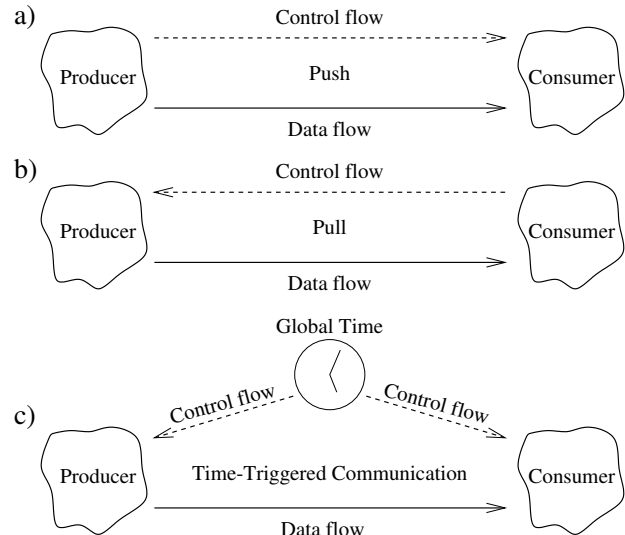 a)
Control flow
Producer
Push
Consumer
Data flow
b)
Control flow
Producer
Pull
Consumer
Data flow
Global Time
Control flow
Control flow
c)
Producer
Time-Triggered Communication
Consumer
Data flow